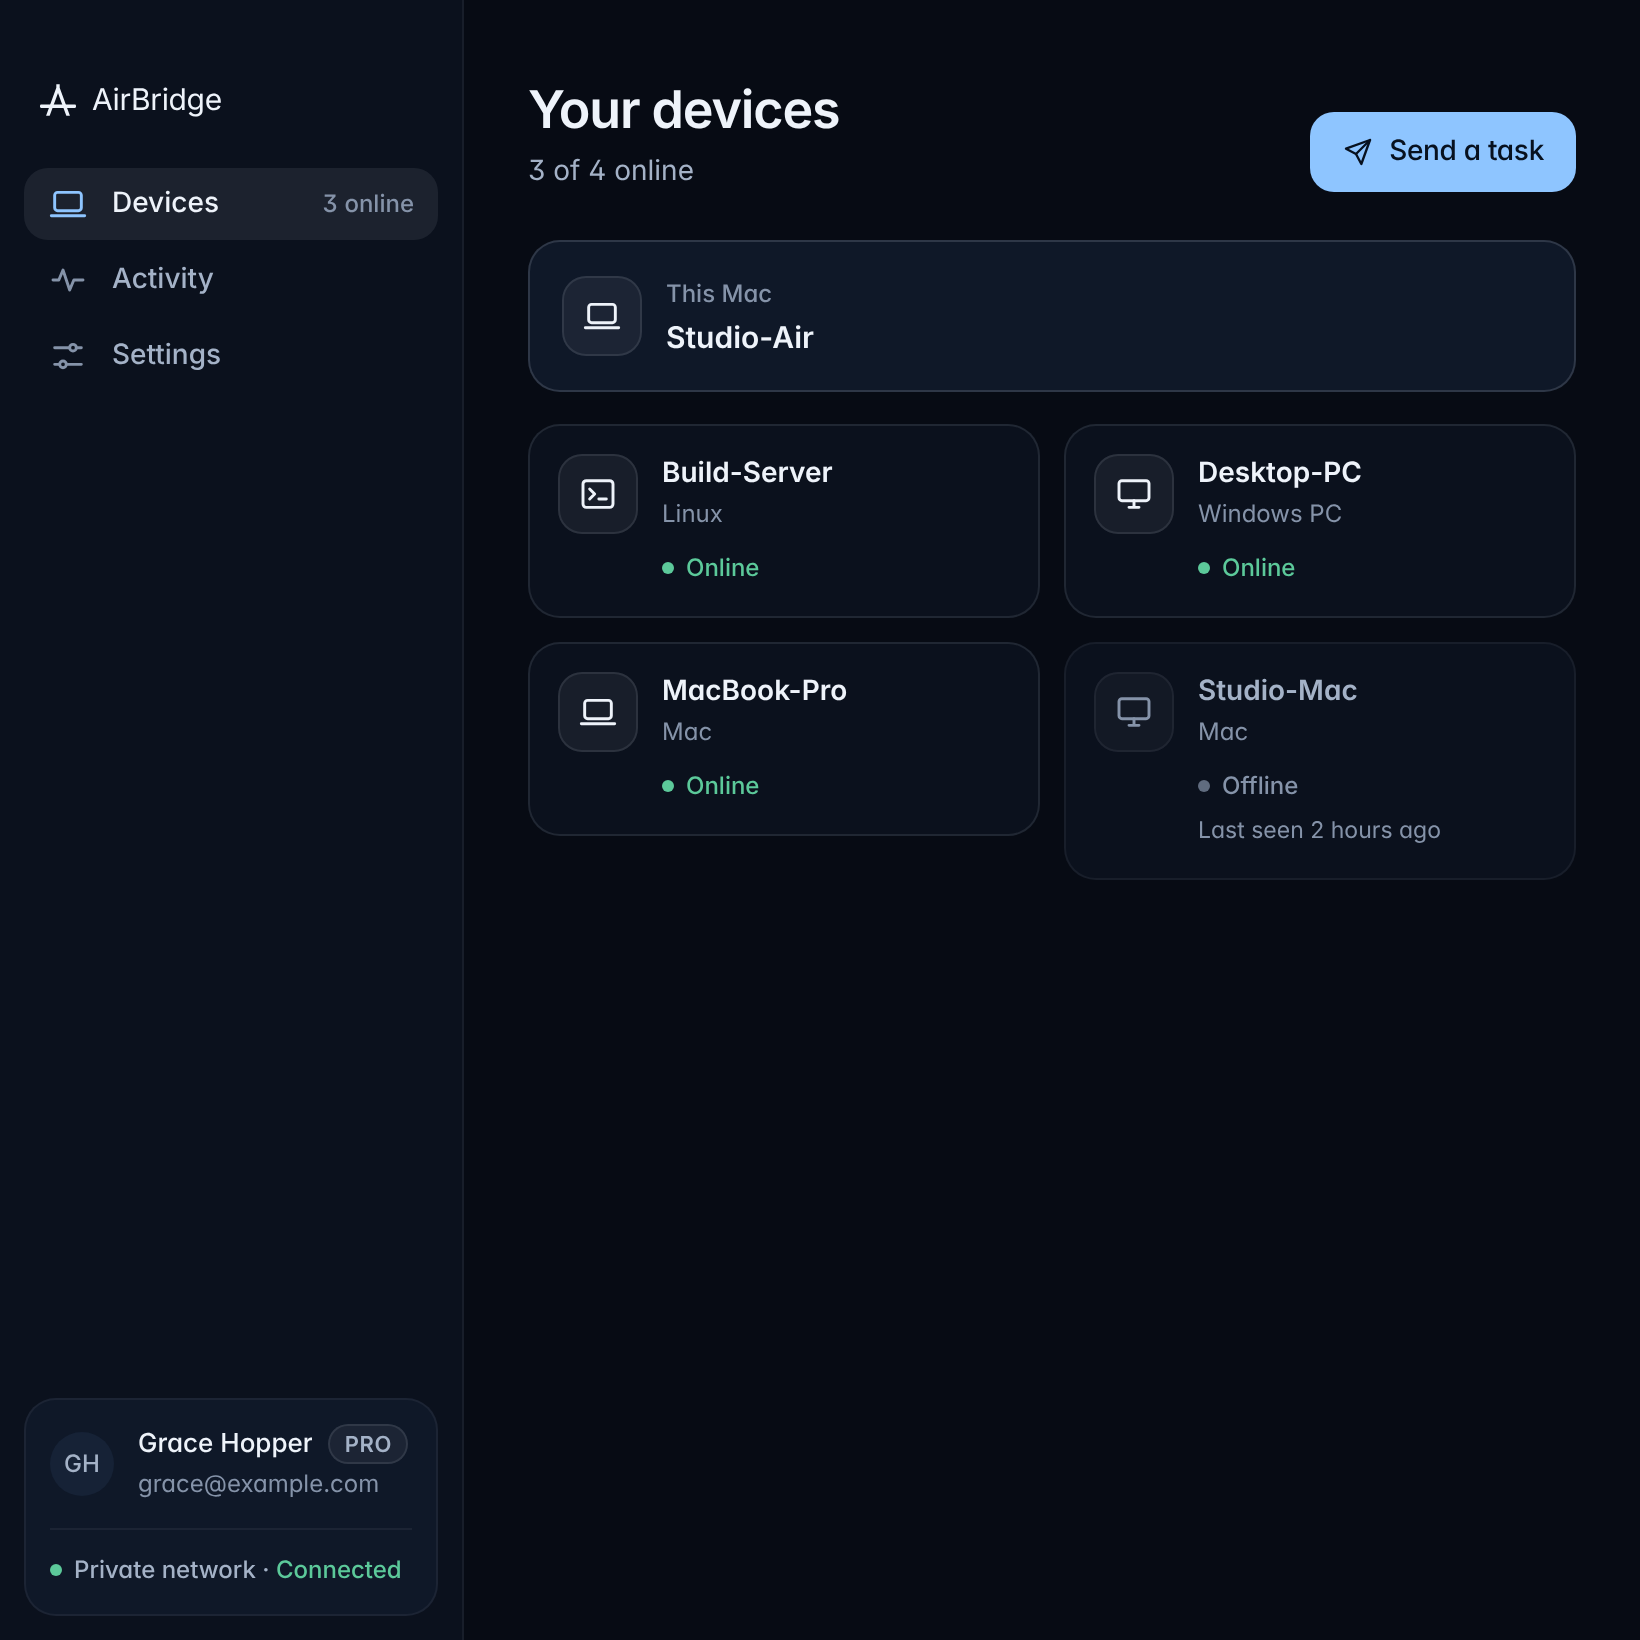 AirBridge
Devices 3 online
Activity
Settings
Your devices
3 of 4 online
Send a task
This Mac
Studio-Air
Build-Server
Linux
Online
Desktop-PC
Windows PC
Online
MacBook-Pro
Mac
Online
Studio-Mac
Mac
Offline
Last seen 2 hours ago
GH
Grace Hopper PRO
grace@example.com
Private network · Connected